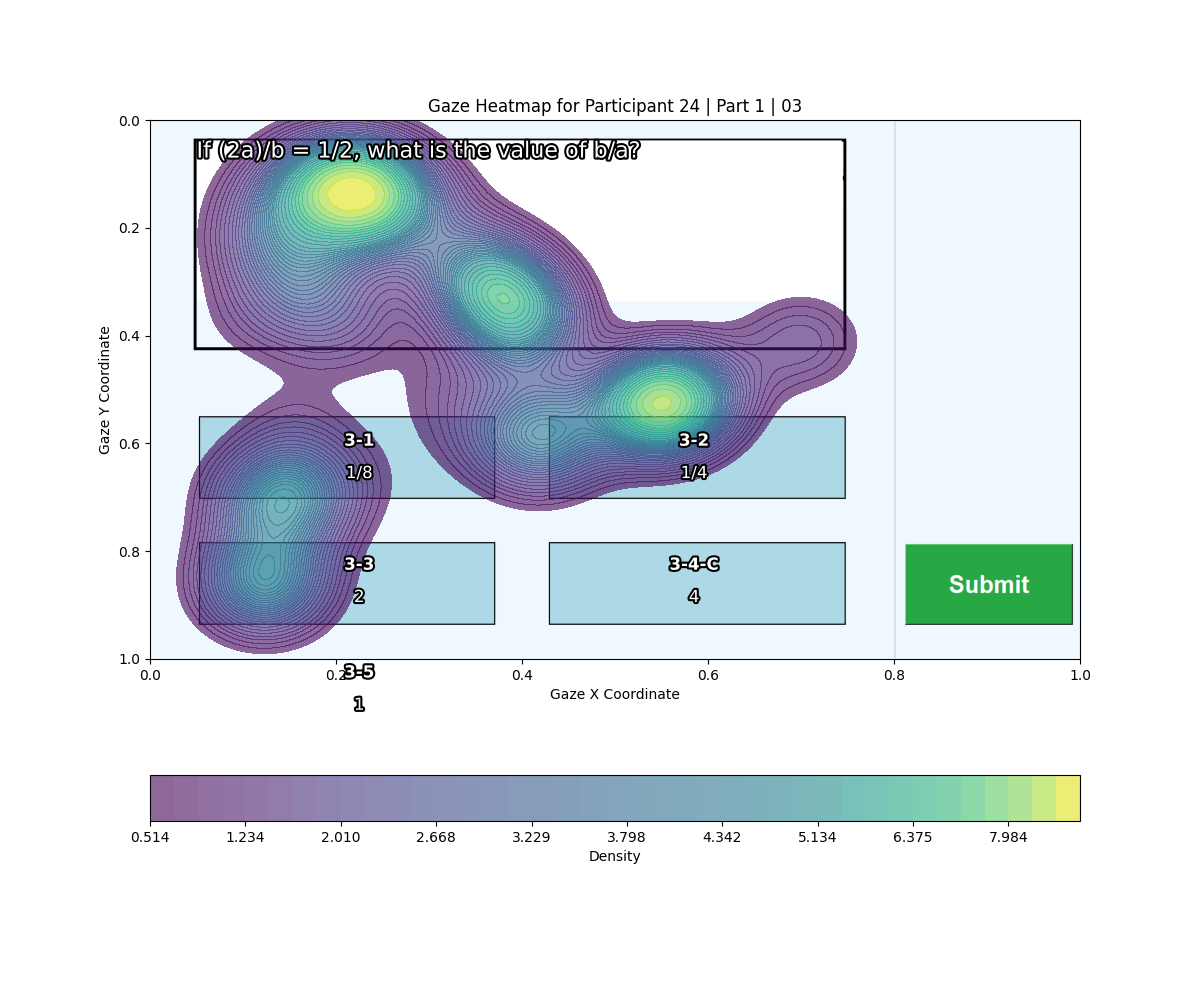 Gaze Heatmap for Participant 24 | Part 1 | 03
If (2a)/b = 1/2, what is the value of b/a?
0.0
0.2
0.4
0.6
0.8
1.0
Gaze Y Coordinate
3-1
1/8
3-2
1/4
3-3
2
3-4-C
4
Submit
3-5
1
0.0 0.2 0.4 0.6 0.8 1.0
Gaze X Coordinate
0.514 1.234 2.010 2.668 3.229 3.798 4.342 5.134 6.375 7.984
Density